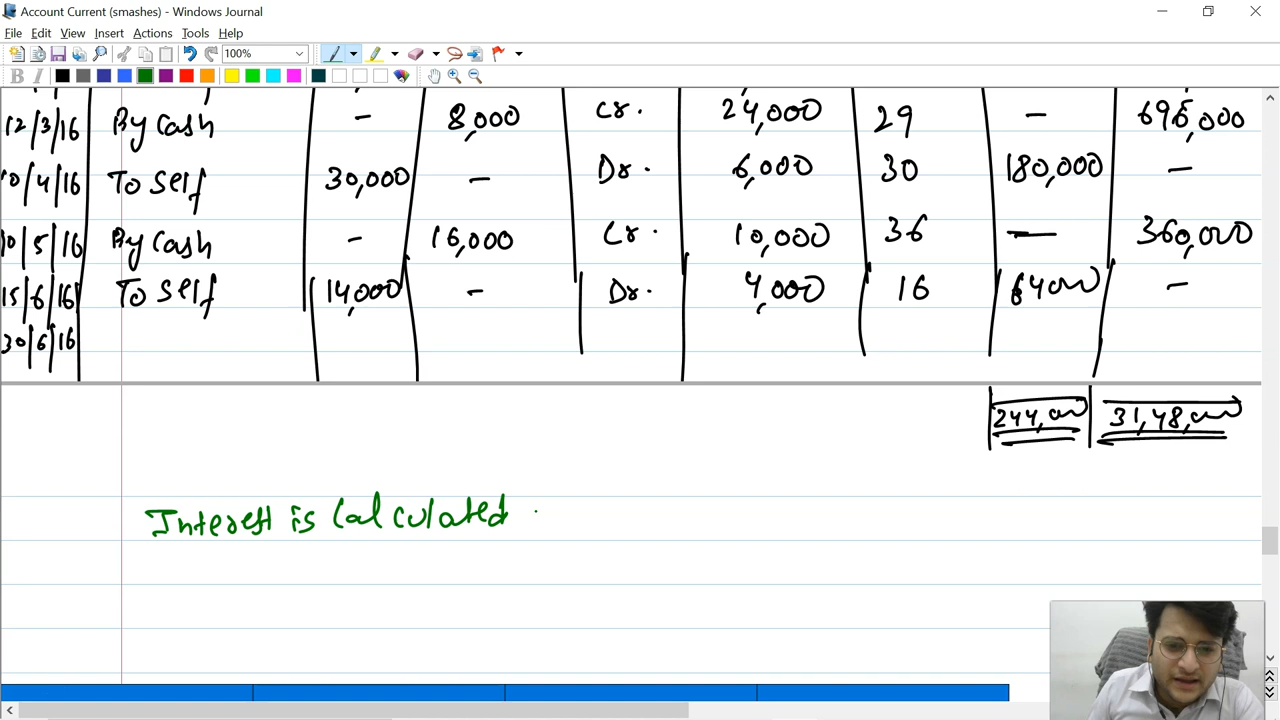 Account Current (smashes) - Windows Journal
File Edit View Insert Actions Tools Help
100%
B I
12/3/16 By Cash - 8,000 Cr. 24,000 29 - 696,000
10/4/16 To Self 30,000 - Dr. 6,000 30 180,000 -
10/5/16 By Cash - 16,000 Cr. 10,000 36 - 360,000
15/6/16 To Self 14,000 - Dr. 4,000 16 64000 -
30/6/16
244,000 31,48,000
Interest is Calculated